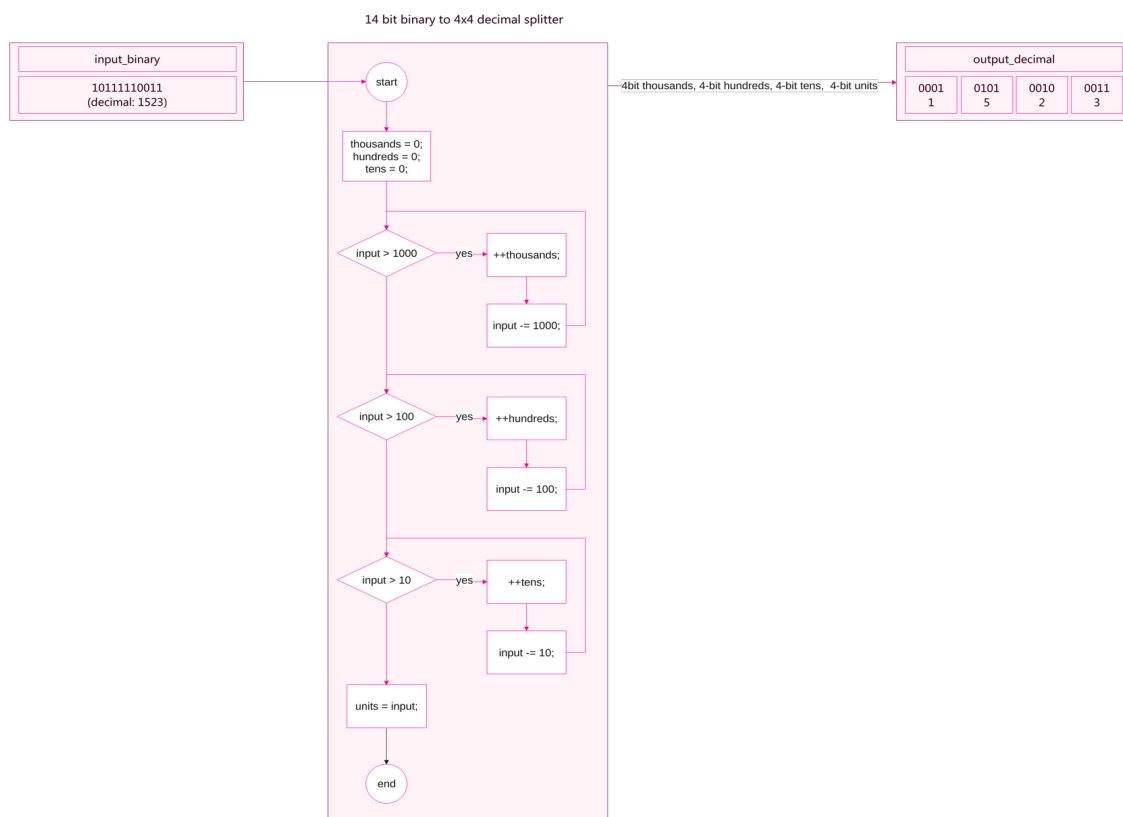 14 bit binary to 4x4 decimal splitter
input_binary
10111110011
(decimal: 1523)
start
4bit thousands, 4-bit hundreds, 4-bit tens,  4-bit units
output_decimal
0001
1
0101
5
0010
2
0011
3
thousands = 0;
hundreds = 0;
tens = 0;
input > 1000
yes
++thousands;
input -= 1000;
input > 100
yes
++hundreds;
input -= 100;
input > 10
yes
++tens;
input -= 10;
units = input;
end